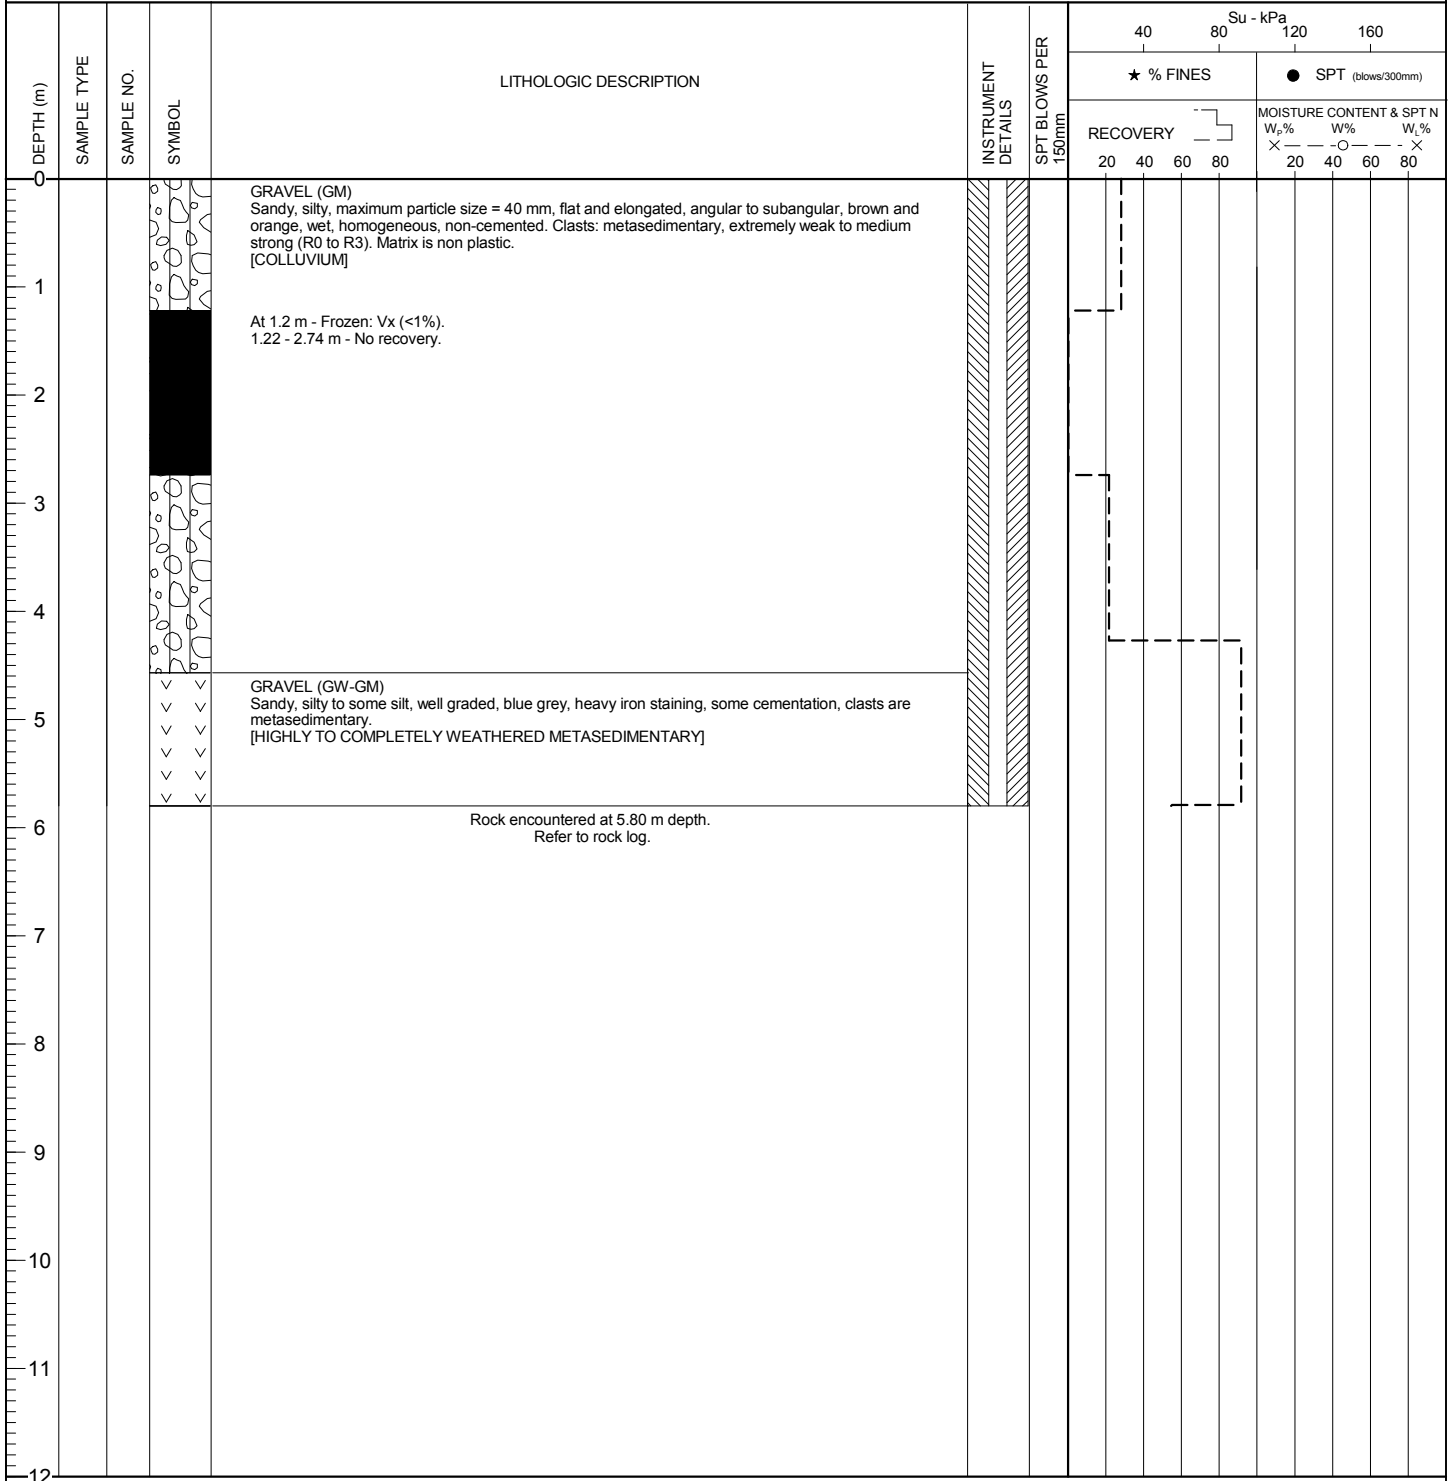 DEPTH (m)
SAMPLE TYPE
SAMPLE NO.
SYMBOL
LITHOLOGIC DESCRIPTION
INSTRUMENT
DETAILS
SPT BLOWS PER
150mm
Su - kPa
40 80 120 160
★ % FINES
● SPT (blows/300mm)
RECOVERY
MOISTURE CONTENT & SPT N
WP% W% WL%
20 40 60 80 20 40 60 80
0
GRAVEL (GM)
Sandy, silty, maximum particle size = 40 mm, flat and elongated, angular to subangular, brown and
orange, wet, homogeneous, non-cemented. Clasts: metasedimentary, extremely weak to medium
strong (R0 to R3). Matrix is non plastic.
[COLLUVIUM]
1
At 1.2 m - Frozen: Vx (<1%).
1.22 - 2.74 m - No recovery.
2
3
4
GRAVEL (GW-GM)
Sandy, silty to some silt, well graded, blue grey, heavy iron staining, some cementation, clasts are
metasedimentary.
[HIGHLY TO COMPLETELY WEATHERED METASEDIMENTARY]
5
Rock encountered at 5.80 m depth.
Refer to rock log.
6
7
8
9
10
11
12